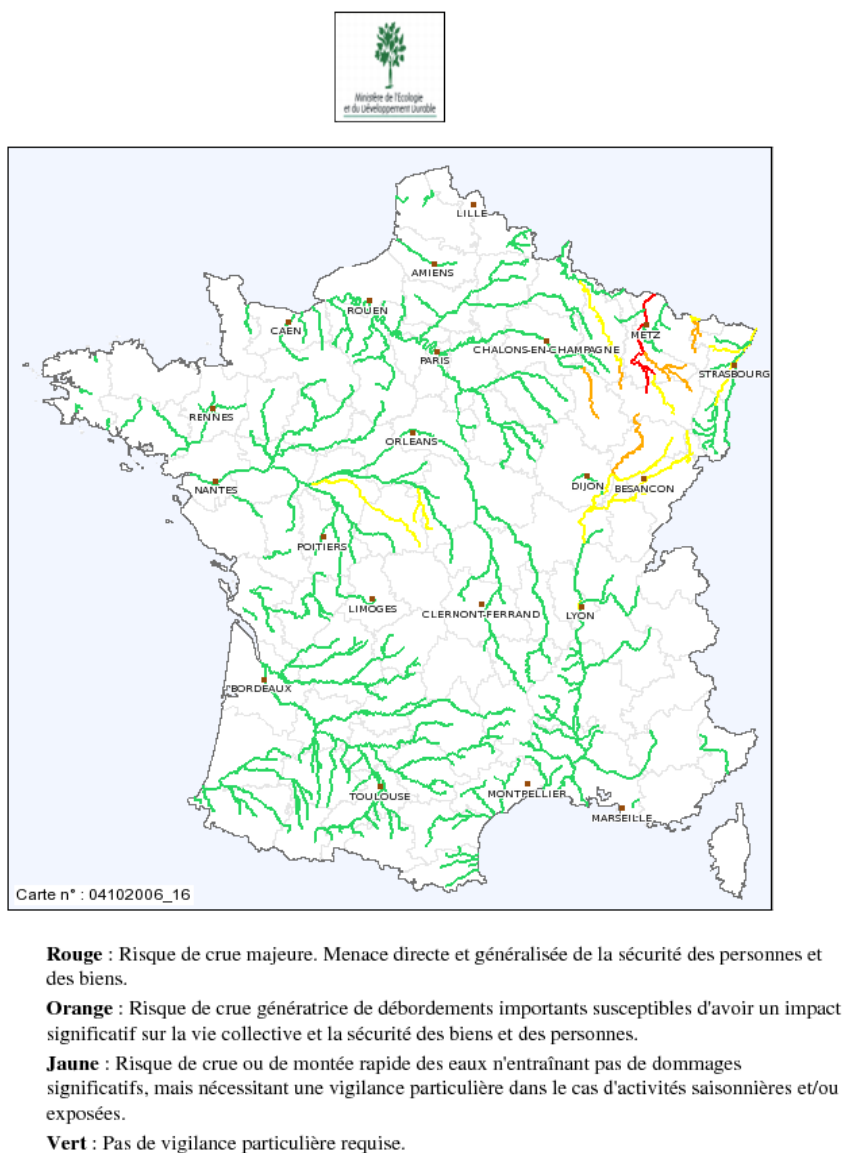 Ministère de l'Ecologie
et du Développement Durable
LILLE
AMIENS
ROUEN
CAEN
METZ
PARIS
CHALONS-EN-CHAMPAGNE
STRASBOURG
RENNES
ORLEANS
NANTES
DIJON
BESANCON
POITIERS
LIMOGES
CLERNONT-FERRAND
LYON
BORDEAUX
TOULOUSE
MONTPELLIER
MARSEILLE
Carte n° : 04102006_16
Rouge : Risque de crue majeure. Menace directe et généralisée de la sécurité des personnes et
des biens.
Orange : Risque de crue génératrice de débordements importants susceptibles d'avoir un impact
significatif sur la vie collective et la sécurité des biens et des personnes.
Jaune : Risque de crue ou de montée rapide des eaux n'entraînant pas de dommages
significatifs, mais nécessitant une vigilance particulière dans le cas d'activités saisonnières et/ou
exposées.
Vert : Pas de vigilance particulière requise.